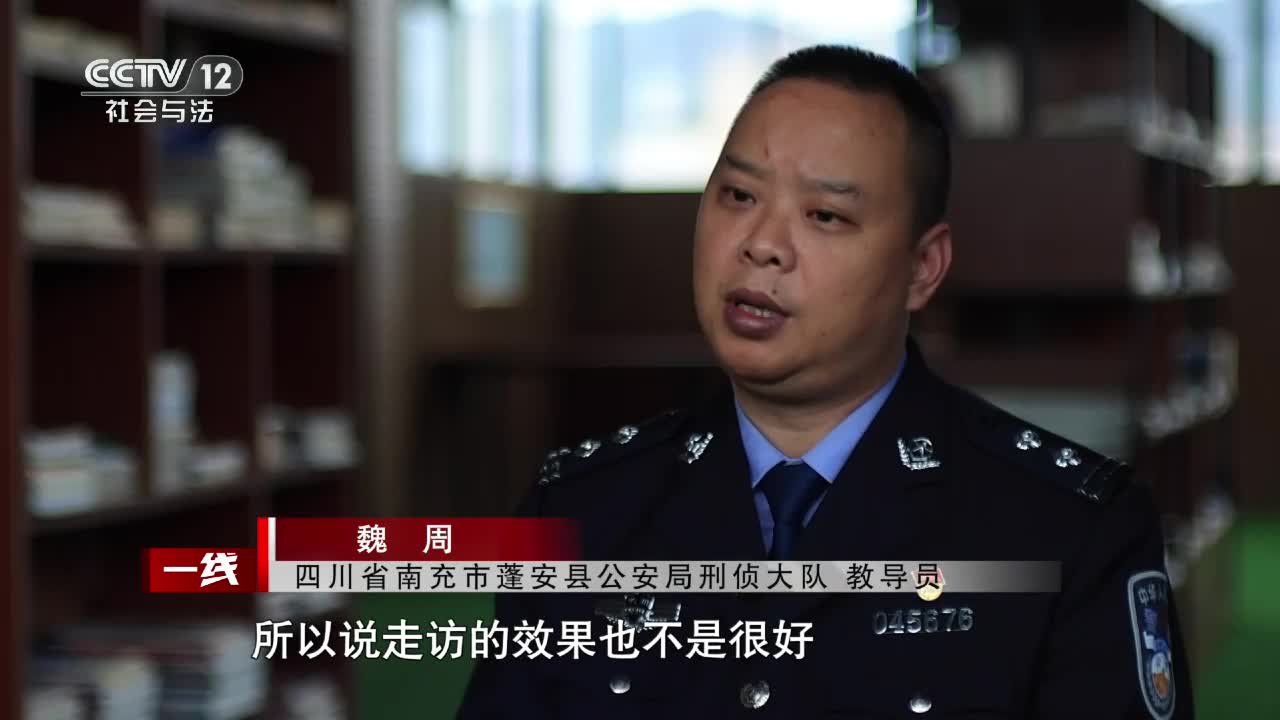 CCTV 12
社会与法
魏 周
一线
四川省南充市蓬安县公安局刑侦大队 教导员
045676
所以说走访的效果也不是很好